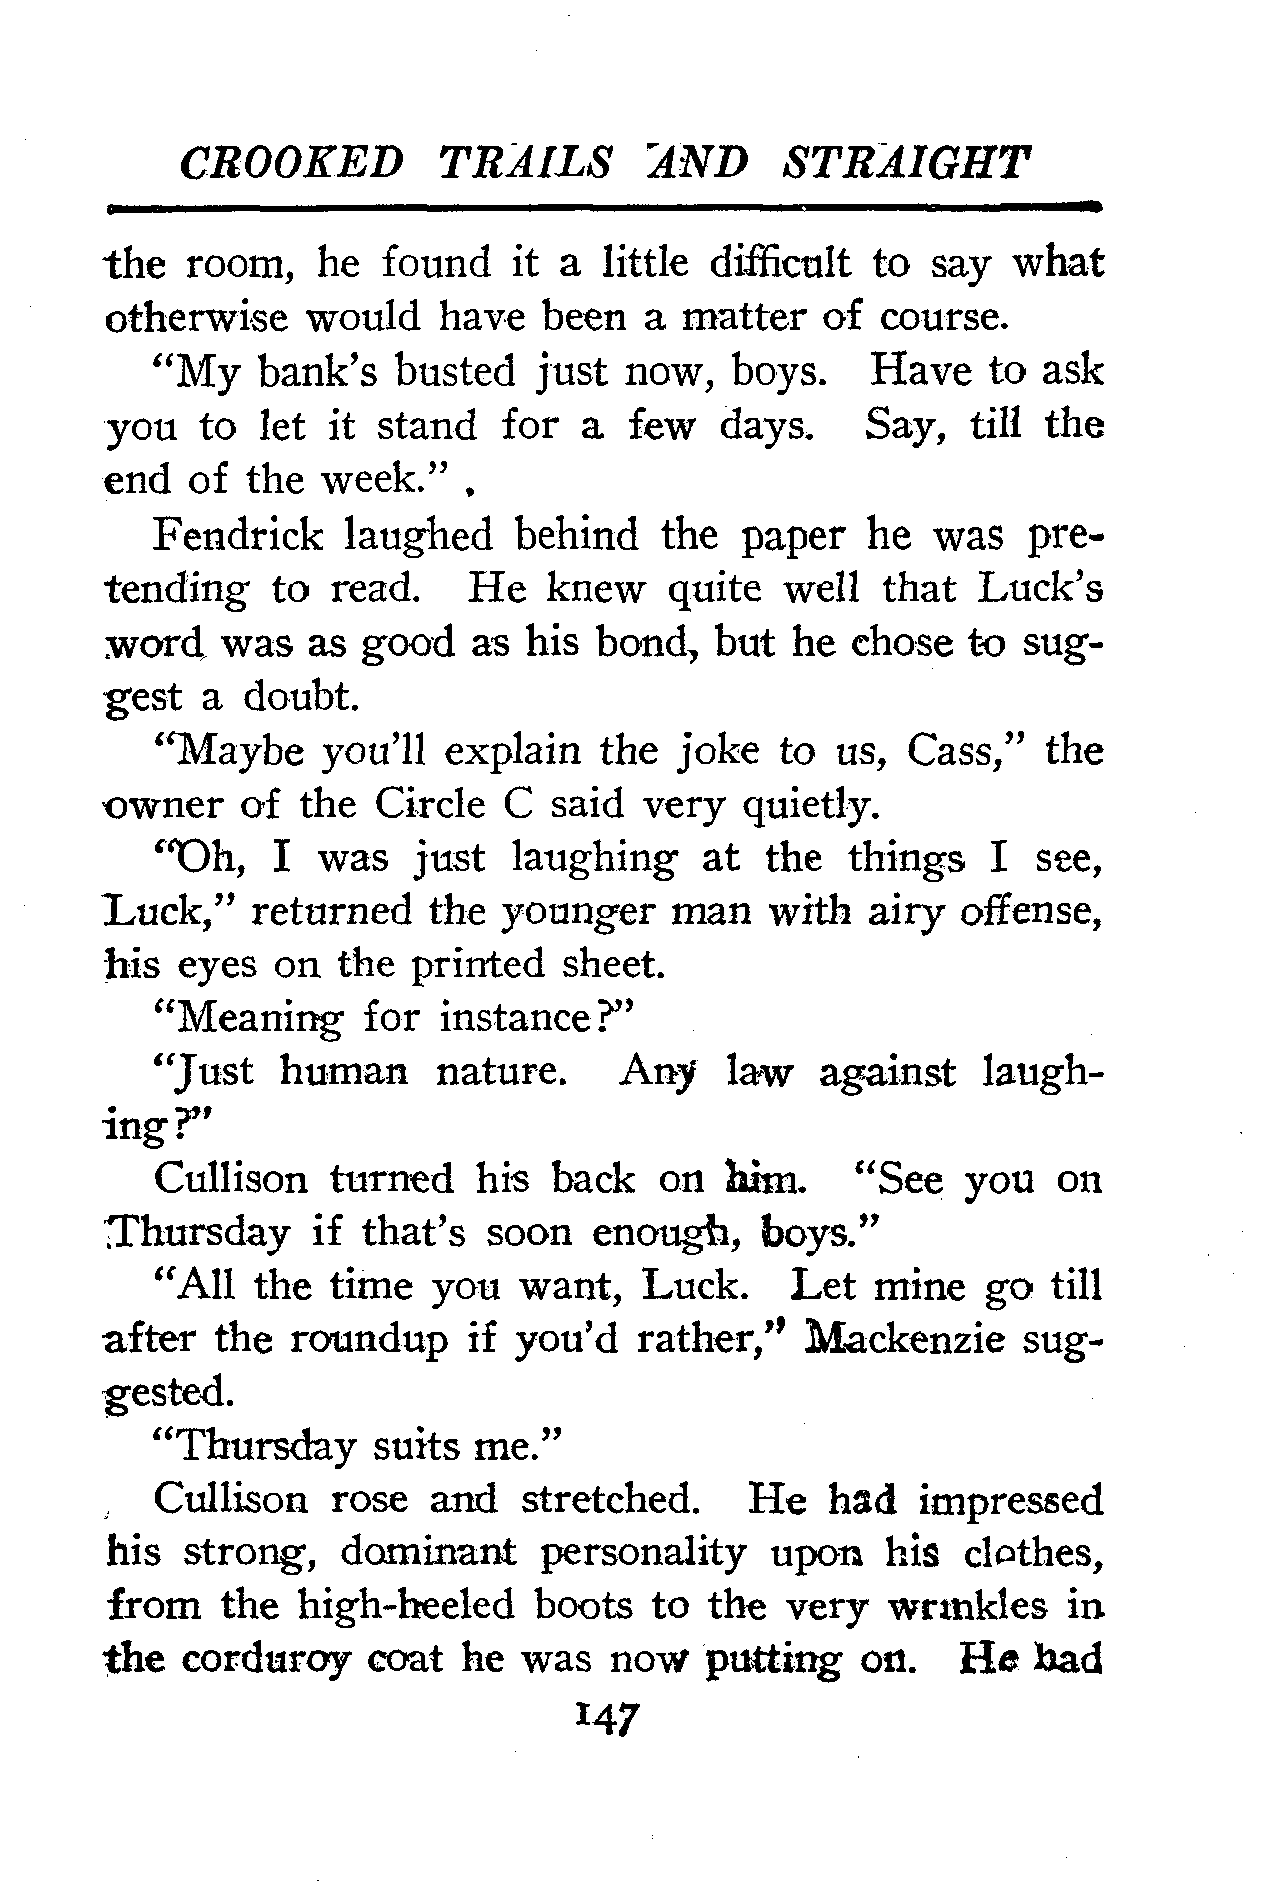 CROOKED TRAILS AND STRAIGHT
the room, he found it a little difficult to say what
otherwise would have been a matter of course.
“My bank’s busted just now, boys. Have to ask
you to let it stand for a few days. Say, till the
end of the week.”
Fendrick laughed behind the paper he was pre-
tending to read. He knew quite well that Luck’s
word was as good as his bond, but he chose to sug-
gest a doubt.
“Maybe you’ll explain the joke to us, Cass,” the
owner of the Circle C said very quietly.
“Oh, I was just laughing at the things I see,
Luck,” returned the younger man with airy offense,
his eyes on the printed sheet.
“Meaning for instance?”
“Just human nature. Any law against laugh-
ing?”
Cullison turned his back on him. “See you on
Thursday if that’s soon enough, boys.”
“All the time you want, Luck. Let mine go till
after the roundup if you’d rather,” Mackenzie sug-
gested.
“Thursday suits me.”
Cullison rose and stretched. He had impressed
his strong, dominant personality upon his clothes,
from the high-heeled boots to the very wrinkles in
the corduroy coat he was now putting on. He had
147